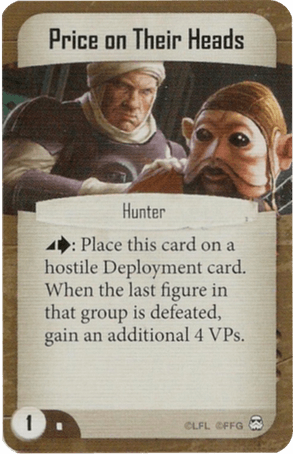 Price on Their Heads
Hunter
: Place this card on a
hostile Deployment card.
When the last figure in
that group is defeated,
gain an additional 4 VPs.
1
©LFL ©FFG